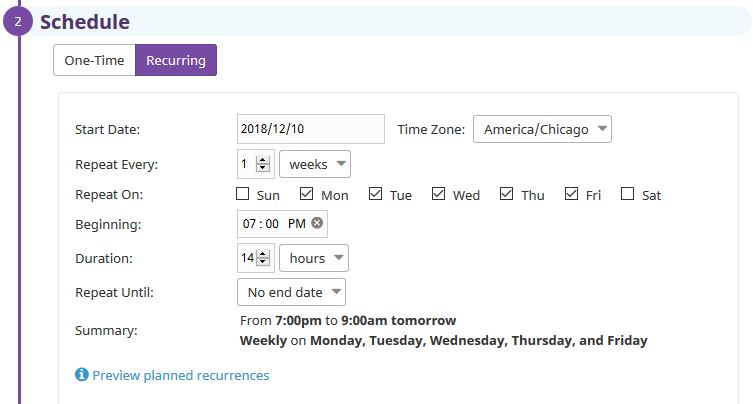 2 Schedule
One-Time Recurring
Start Date: 2018/12/10 Time Zone: America/Chicago
Repeat Every: 1 weeks
Repeat On: Sun Mon Tue Wed Thu Fri Sat
Beginning: 07 : 00 PM
Duration: 14 hours
Repeat Until: No end date
Summary: From 7:00pm to 9:00am tomorrow
Weekly on Monday, Tuesday, Wednesday, Thursday, and Friday
Preview planned recurrences